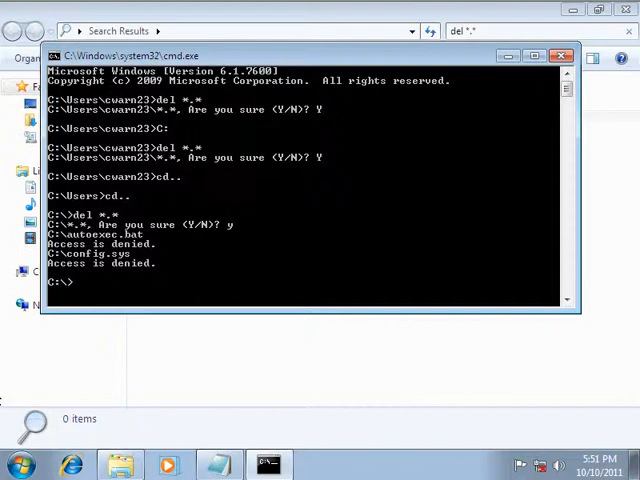 Search Results
del *.*
Organ
Fa
Li
C
N
C:\Windows\system32\cmd.exe
Microsoft Windows [Version 6.1.7600]
Copyright (c) 2009 Microsoft Corporation.  All rights reserved.
C:\Users\cwarn23>del *.*
C:\Users\cwarn23\*.*, Are you sure (Y/N)? Y
C:\Users\cwarn23>C:
C:\Users\cwarn23>del *.*
C:\Users\cwarn23\*.*, Are you sure (Y/N)? Y
C:\Users\cwarn23>cd..
C:\Users>cd..
C:\>del *.*
C:\*.*, Are you sure (Y/N)? y
C:\autoexec.bat
Access is denied.
C:\config.sys
Access is denied.
C:\>
0 items
5:51 PM
10/10/2011